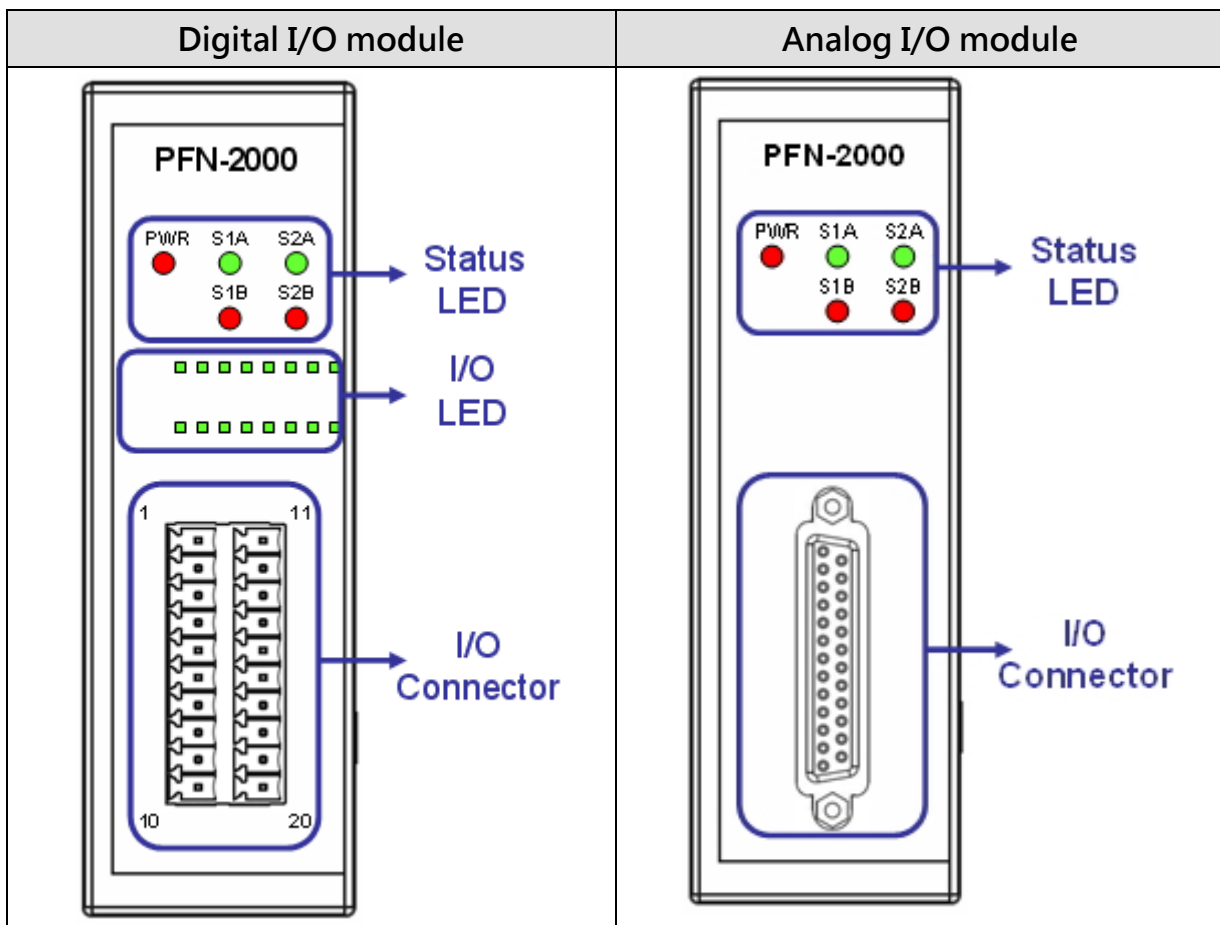 Digital I/O module
Analog I/O module
PFN-2000
PWR S1A S2A
S1B S2B
Status
LED
I/O
LED
1 11
10 20
I/O
Connector
PFN-2000
PWR S1A S2A
S1B S2B
Status
LED
I/O
Connector